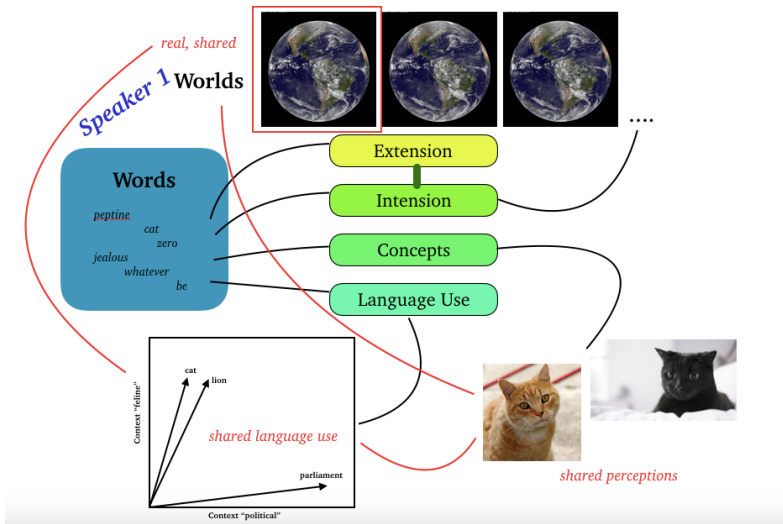 real, shared
Speaker 1
Worlds
....
Words
peptine
cat
zero
jealous
whatever
be
Extension
Intension
Concepts
Language Use
Context "feline"
cat
lion
shared language use
parliament
Context "political"
shared perceptions